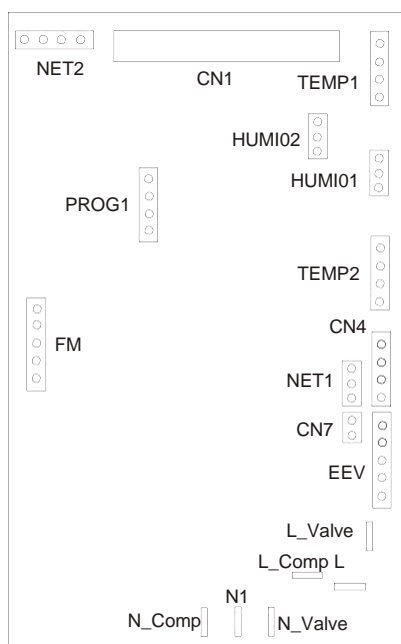 NET2
CN1
TEMP1
HUMI02
HUMI01
PROG1
TEMP2
CN4
FM
NET1
CN7
EEV
L_Valve
L_Comp L
N1
N_Comp
N_Valve